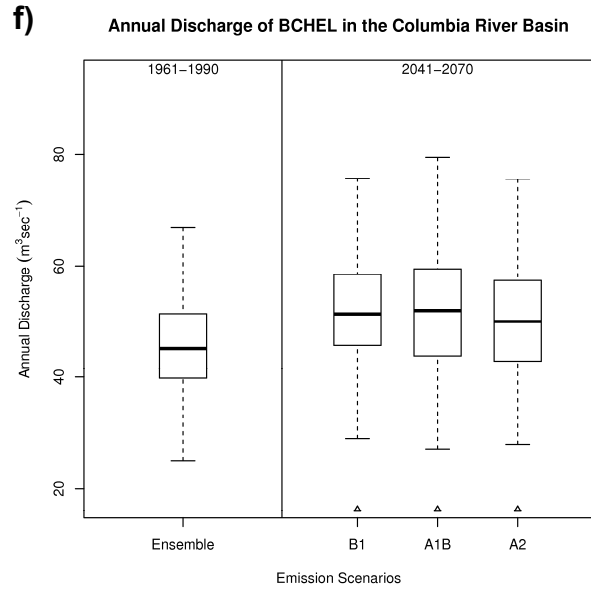 f)
Annual Discharge of BCHEL in the Columbia River Basin
1961−1990
2041−2070
80
60
40
20
Annual Discharge (m³sec⁻¹)
Ensemble
B1
A1B
A2
Emission Scenarios